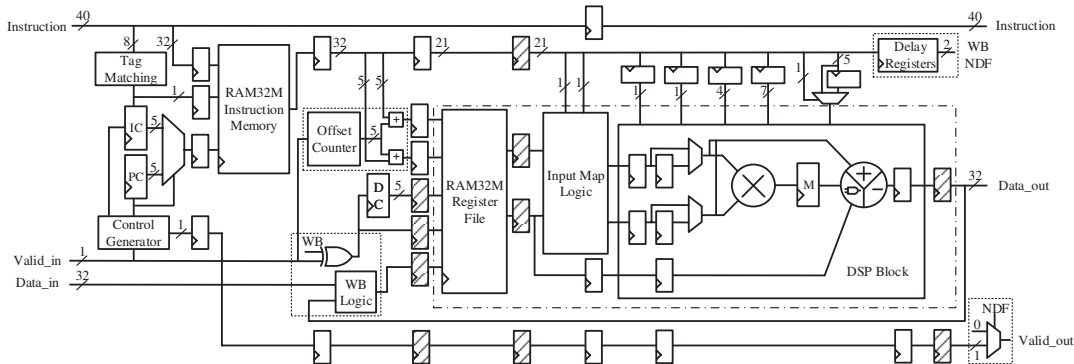 Instruction
40
40
Instruction
8
32
Tag
Matching
1
RAM32M
Instruction
Memory
32
21
21
5
5
1
1
1
1
4
7
1
5
Delay
Registers
2
WB
NDF
IC
5
PC
5
Offset
Counter
5
+
+
D
C
5
RAM32M
Register
File
Input Map
Logic
M
+
−
32
Data_out
DSP Block
Control
Generator
1
WB
WB
Logic
Valid_in
1
Data_in
32
NDF
0
1
Valid_out